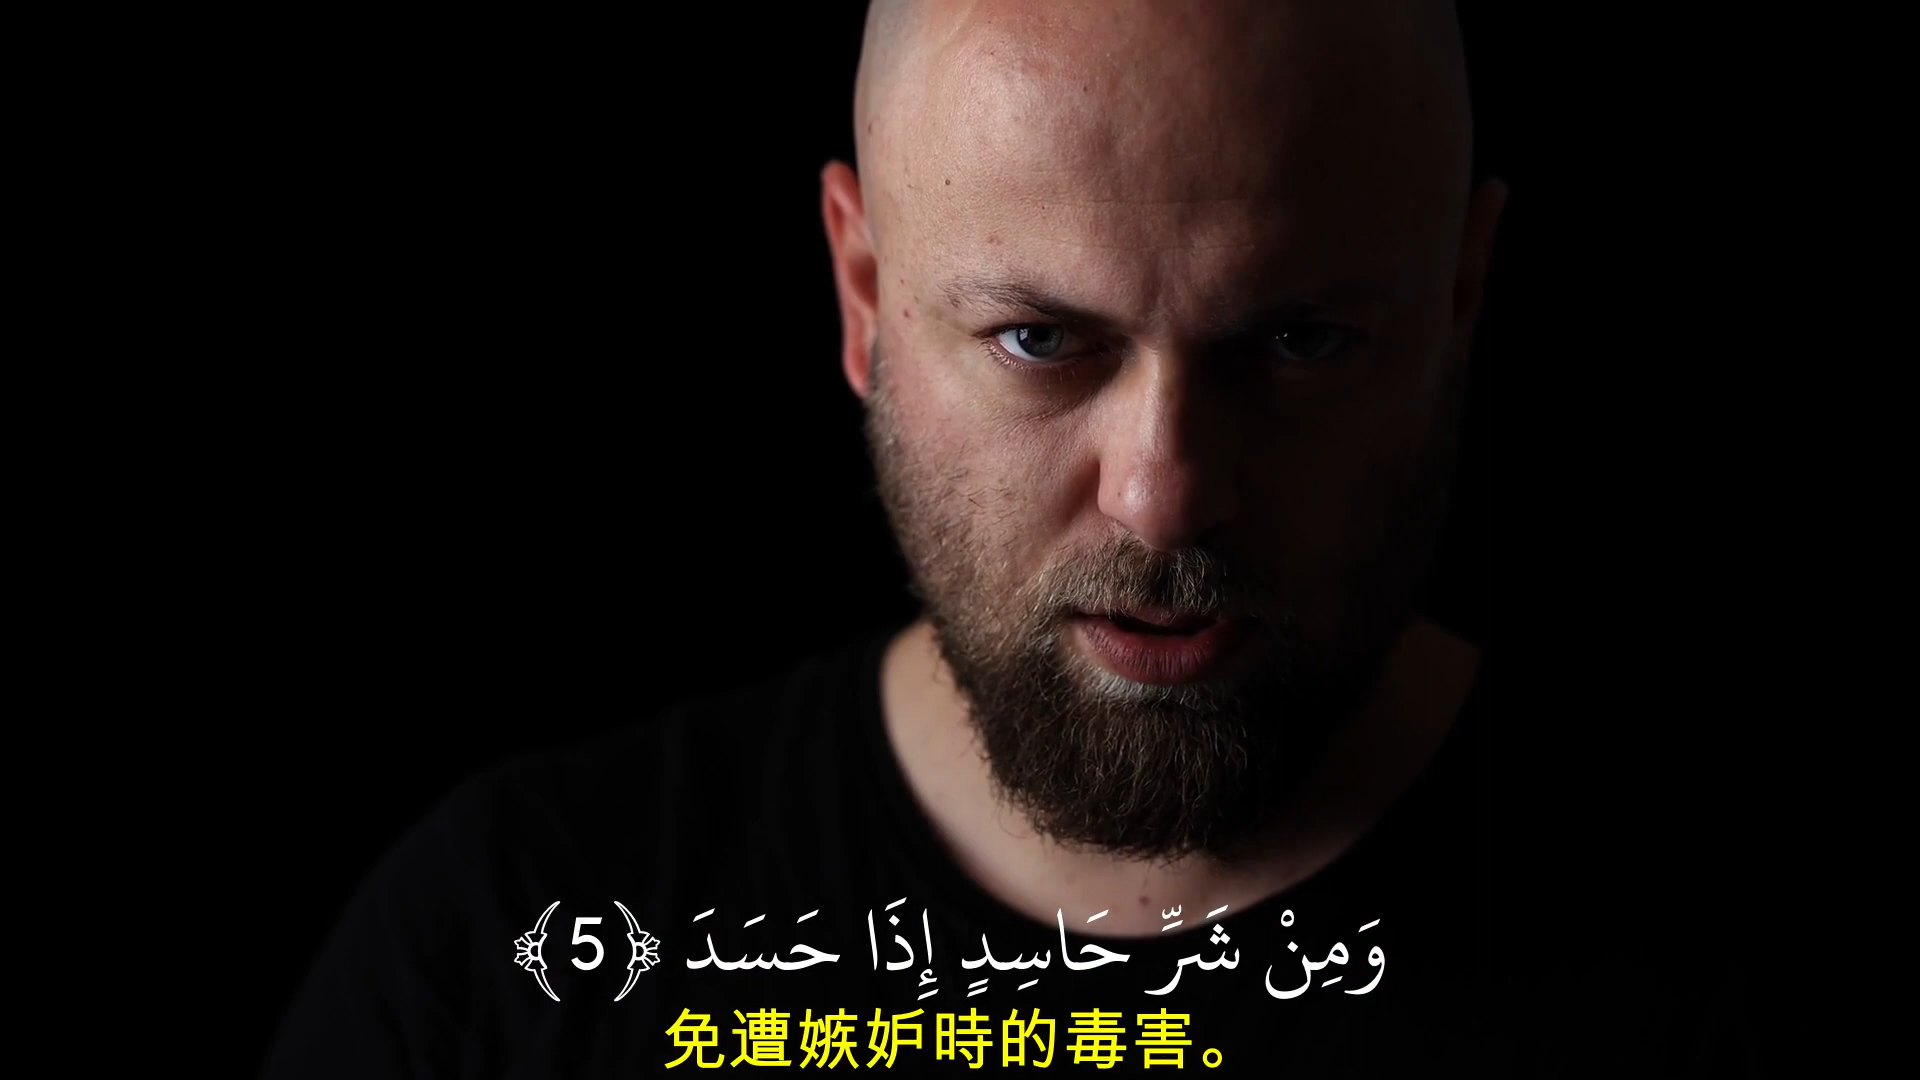 وَمِنْ شَرِّ حَاسِدٍ إِذَا حَسَدَ ﴿5﴾
免遭嫉妒時的毒害。